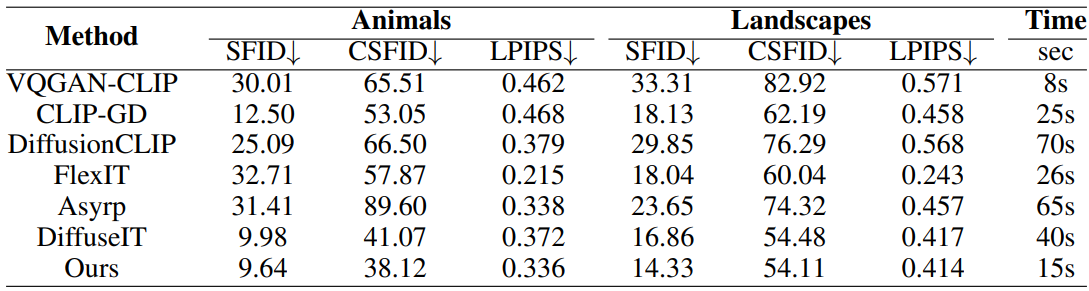 Method Animals Landscapes Time
SFID↓ CSFID↓ LPIPS↓ SFID↓ CSFID↓ LPIPS↓ sec
VQGAN-CLIP 30.01 65.51 0.462 33.31 82.92 0.571 8s
CLIP-GD 12.50 53.05 0.468 18.13 62.19 0.458 25s
DiffusionCLIP 25.09 66.50 0.379 29.85 76.29 0.568 70s
FlexIT 32.71 57.87 0.215 18.04 60.04 0.243 26s
Asyrp 31.41 89.60 0.338 23.65 74.32 0.457 65s
DiffuseIT 9.98 41.07 0.372 16.86 54.48 0.417 40s
Ours 9.64 38.12 0.336 14.33 54.11 0.414 15s